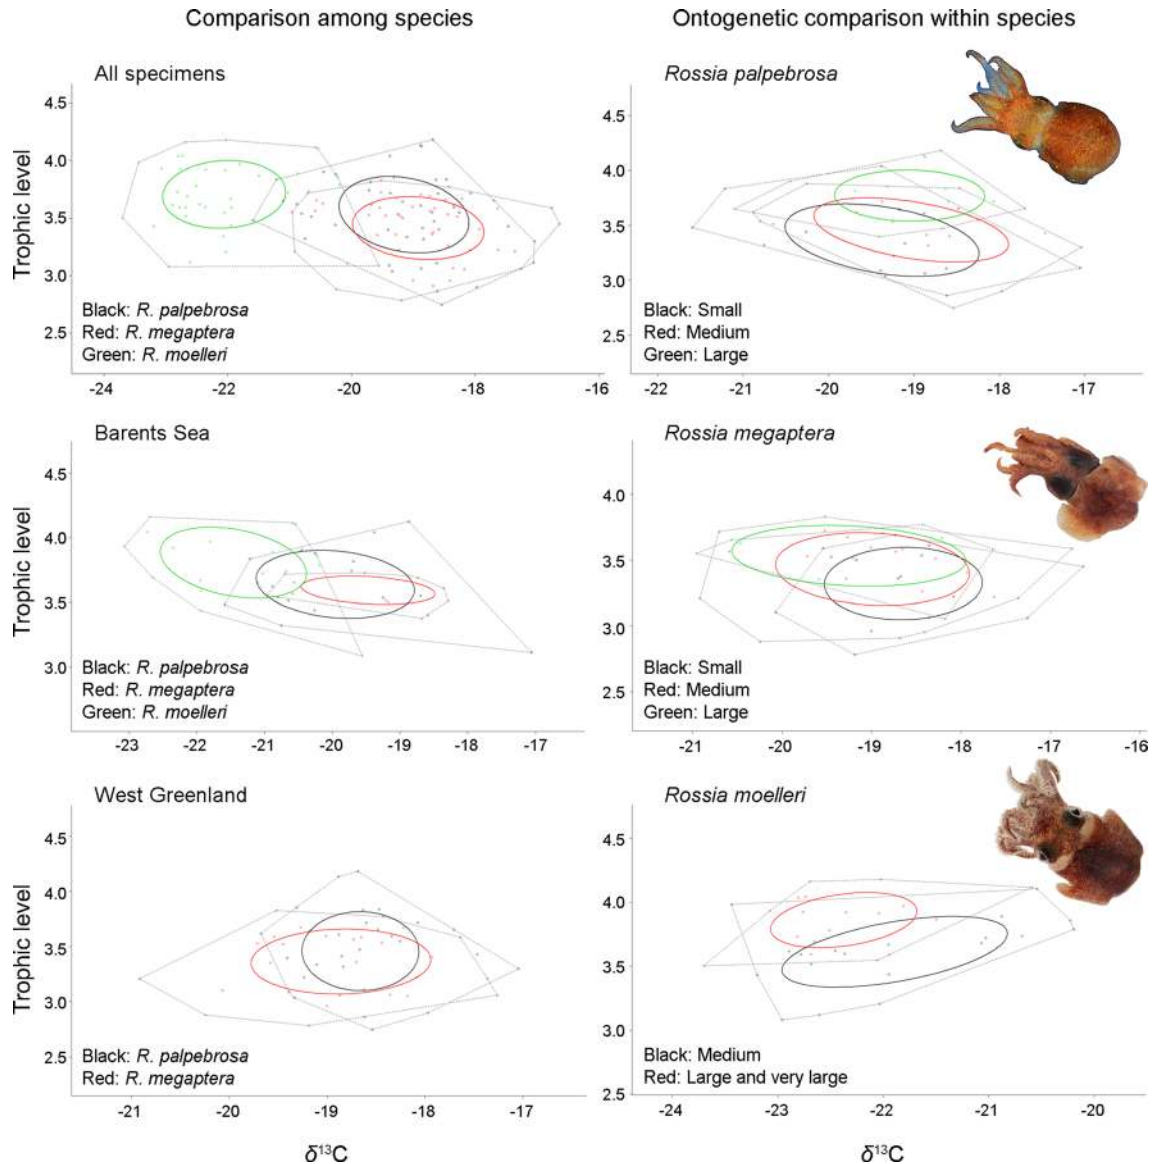 Comparison among species
Ontogenetic comparison within species
All specimens
Trophic level
4.5
4.0
3.5
3.0
2.5
Black: R. palpebrosa
Red: R. megaptera
Green: R. moelleri
-24
-22
-20
-18
-16
Rossia palpebrosa
4.5
4.0
3.5
3.0
2.5
Black: Small
Red: Medium
Green: Large
-22
-21
-20
-19
-18
-17
Barents Sea
Trophic level
4.5
4.0
3.5
3.0
Black: R. palpebrosa
Red: R. megaptera
Green: R. moelleri
-23
-22
-21
-20
-19
-18
-17
Rossia megaptera
4.0
3.5
3.0
2.5
Black: Small
Red: Medium
Green: Large
-21
-20
-19
-18
-17
-16
West Greenland
Trophic level
4.5
4.0
3.5
3.0
2.5
Black: R. palpebrosa
Red: R. megaptera
-21
-20
-19
-18
-17
δ¹³C
Rossia moelleri
4.5
4.0
3.5
3.0
2.5
Black: Medium
Red: Large and very large
-24
-23
-22
-21
-20
δ¹³C